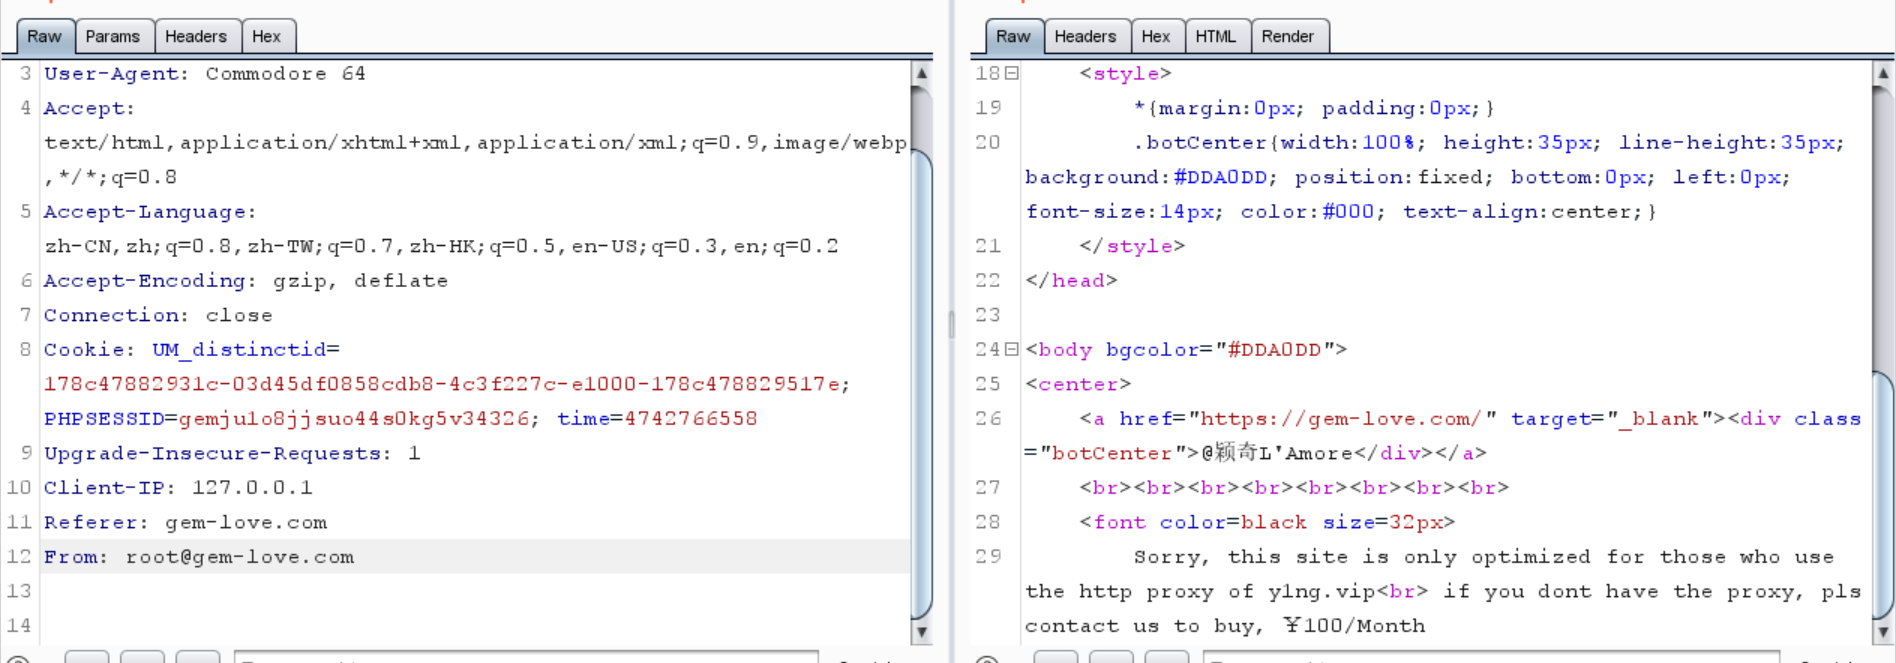 Raw Params Headers Hex
3 User-Agent: Commodore 64
4 Accept:
text/html,application/xhtml+xml,application/xml;q=0.9,image/webp
,*/*;q=0.8
5 Accept-Language:
zh-CN,zh;q=0.8,zh-TW;q=0.7,zh-HK;q=0.5,en-US;q=0.3,en;q=0.2
6 Accept-Encoding: gzip, deflate
7 Connection: close
8 Cookie: UM_distinctid=
178c47882931c-03d45df0858cdb8-4c3f227c-e1000-178c478829517e;
PHPSESSID=gemju1o8jjsuo44s0kg5v34326; time=4742766558
9 Upgrade-Insecure-Requests: 1
10 Client-IP: 127.0.0.1
11 Referer: gem-love.com
12 From: root@gem-love.com
13
14
Raw Headers Hex HTML Render
18 <style>
19 *{margin:0px; padding:0px;}
20 .botCenter{width:100%; height:35px; line-height:35px;
background:#DDA0DD; position:fixed; bottom:0px; left:0px;
font-size:14px; color:#000; text-align:center;}
21 </style>
22 </head>
23
24 <body bgcolor="#DDA0DD">
25 <center>
26 <a href="https://gem-love.com/" target="_blank"><div class
="botCenter">@颖奇L'Amore</div></a>
27 <br><br><br><br><br><br><br><br>
28 <font color=black size=32px>
29 Sorry, this site is only optimized for those who use
the http proxy of y1ng.vip<br> if you dont have the proxy, pls
contact us to buy, ￥100/Month